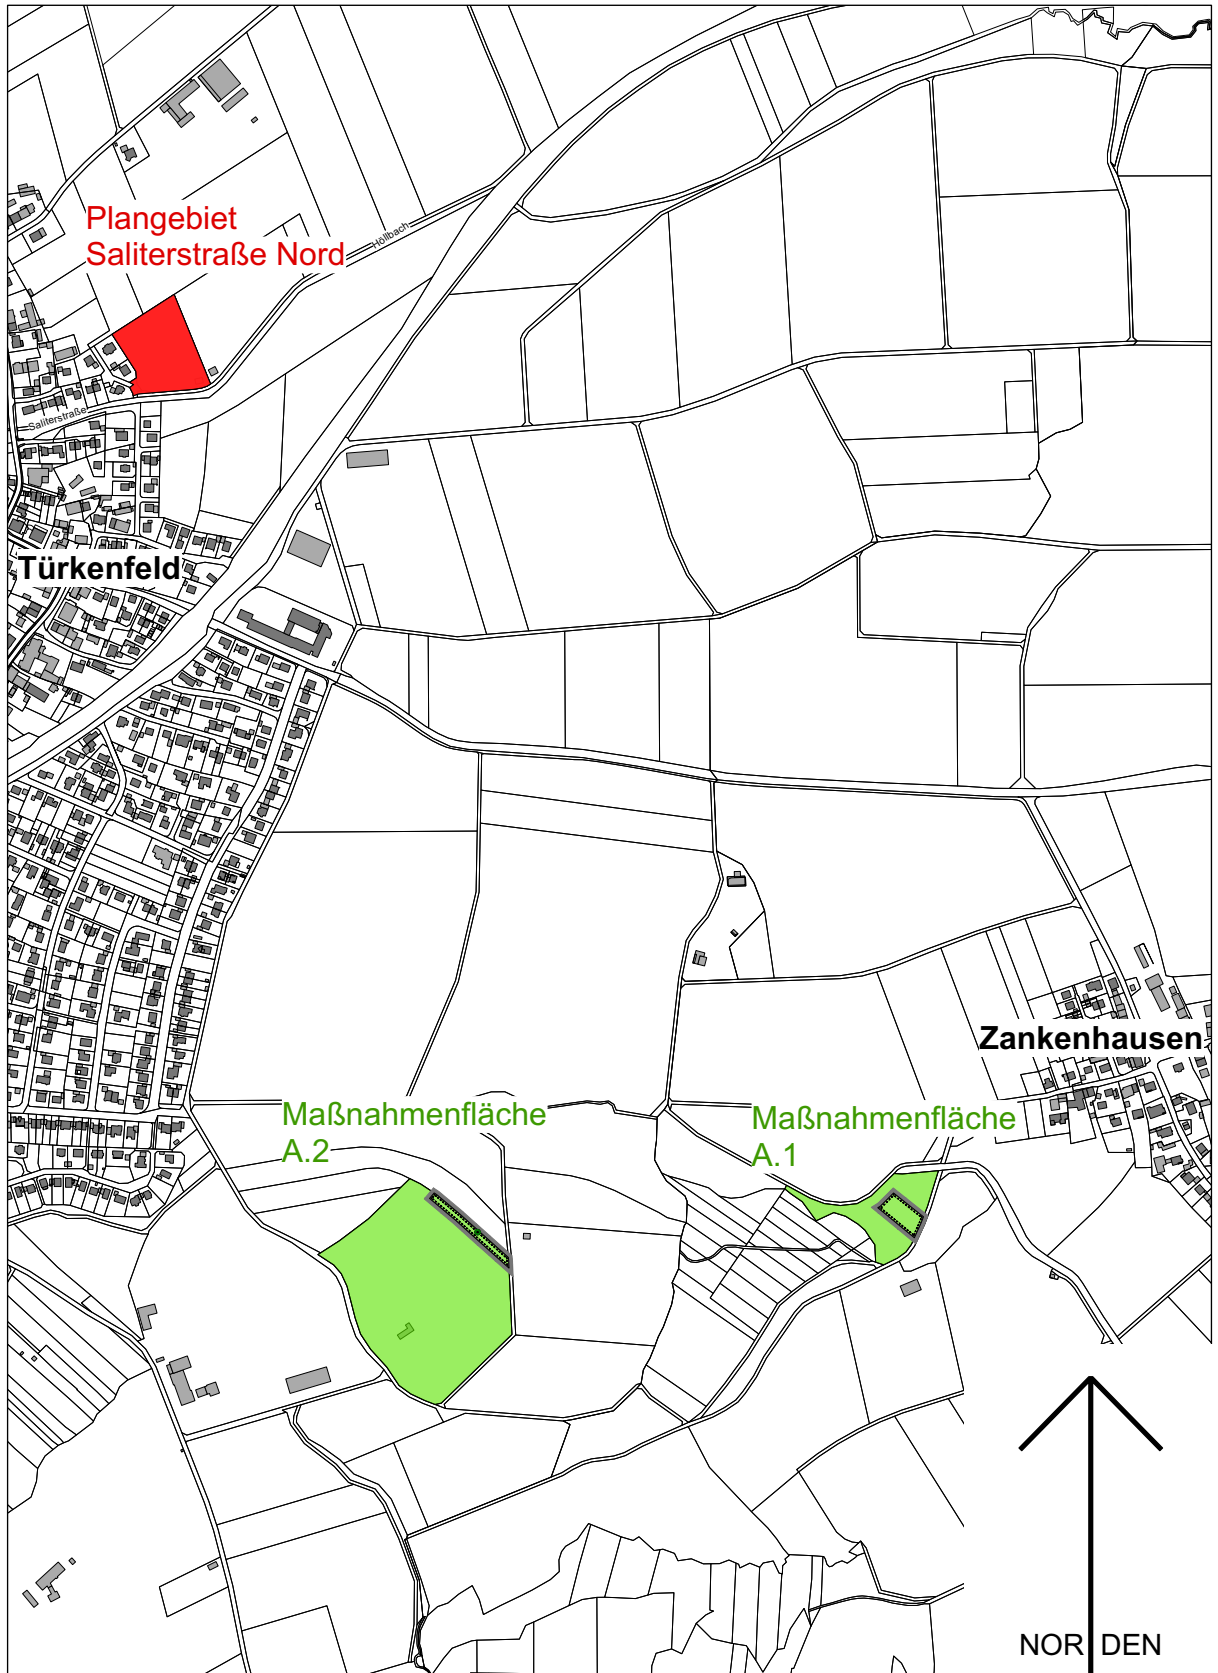 Plangebiet
Saliterstraße Nord
Höllbach
Saliterstraße
Türkenfeld
Zankenhausen
Maßnahmenfläche
A.2
Maßnahmenfläche
A.1
NORDEN